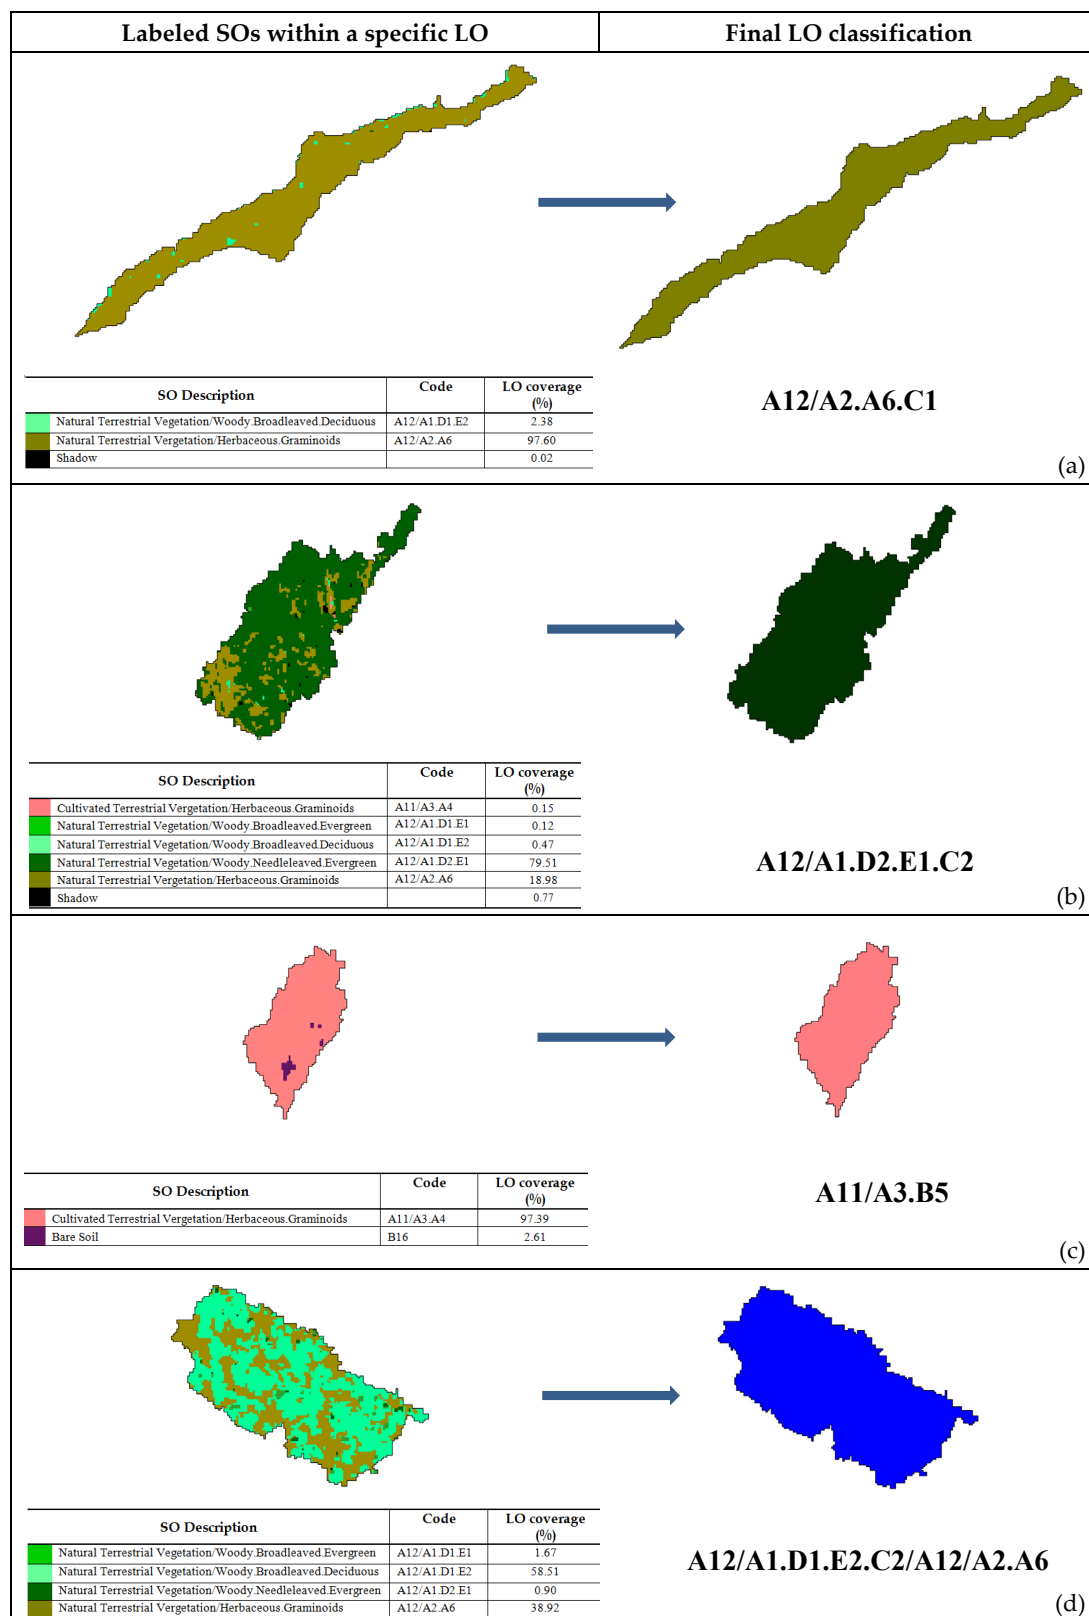 Labeled SOs within a specific LO
Final LO classification
SO Description Code LO coverage
(%)
Natural Terrestrial Vegetation/Woody.Broadleaved.Deciduous A12/A1.D1.E2 2.38
Natural Terrestrial Vergetation/Herbaceous.Graminoids A12/A2.A6 97.60
Shadow 0.02
A12/A2.A6.C1
(a)
SO Description Code LO coverage
(%)
Cultivated Terrestrial Vergetation/Herbaceous.Graminoids A11/A3.A4 0.15
Natural Terrestrial Vegetation/Woody.Broadleaved.Evergreen A12/A1.D1.E1 0.12
Natural Terrestrial Vegetation/Woody.Broadleaved.Deciduous A12/A1.D1.E2 0.47
Natural Terrestrial Vegetation/Woody.Needleleaved.Evergreen A12/A1.D2.E1 79.51
Natural Terrestrial Vergetation/Herbaceous.Graminoids A12/A2.A6 18.98
Shadow 0.77
A12/A1.D2.E1.C2
(b)
SO Description Code LO coverage
(%)
Cultivated Terrestrial Vergetation/Herbaceous.Graminoids A11/A3.A4 97.39
Bare Soil B16 2.61
A11/A3.B5
(c)
SO Description Code LO coverage
(%)
Natural Terrestrial Vegetation/Woody.Broadleaved.Evergreen A12/A1.D1.E1 1.67
Natural Terrestrial Vegetation/Woody.Broadleaved.Deciduous A12/A1.D1.E2 58.51
Natural Terrestrial Vegetation/Woody.Needleleaved.Evergreen A12/A1.D2.E1 0.90
Natural Terrestrial Vergetation/Herbaceous.Graminoids A12/A2.A6 38.92
A12/A1.D1.E2.C2/A12/A2.A6
(d)